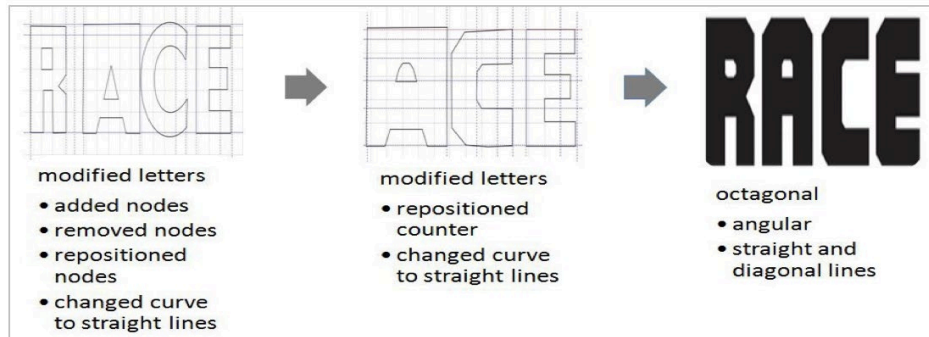 RACE
modified letters
• added nodes
• removed nodes
• repositioned
nodes
• changed curve
to straight lines
ACE
modified letters
• repositioned
counter
• changed curve
to straight lines
RACE
octagonal
• angular
• straight and
diagonal lines